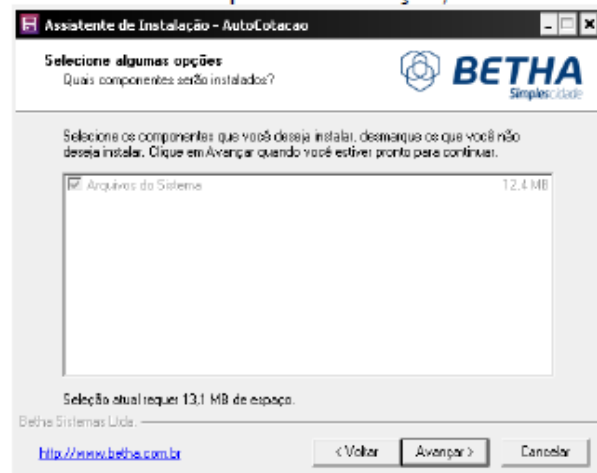 Assistente de Instalação - AutoCotacao
Selecione algumas opções
Quais componentes serão instalados?
BETHA
Simplescidade
Selecione os componentes que você deseja instalar, desmarque os que você não
deseja instalar. Clique em Avançar quando você estiver pronto para continuar.
Arquivos do Sistema 12,4 MB
Seleção atual requer 13,1 MB de espaço.
Betha Sistemas Ltda.
http://www.betha.com.br
< Voltar Avançar > Cancelar